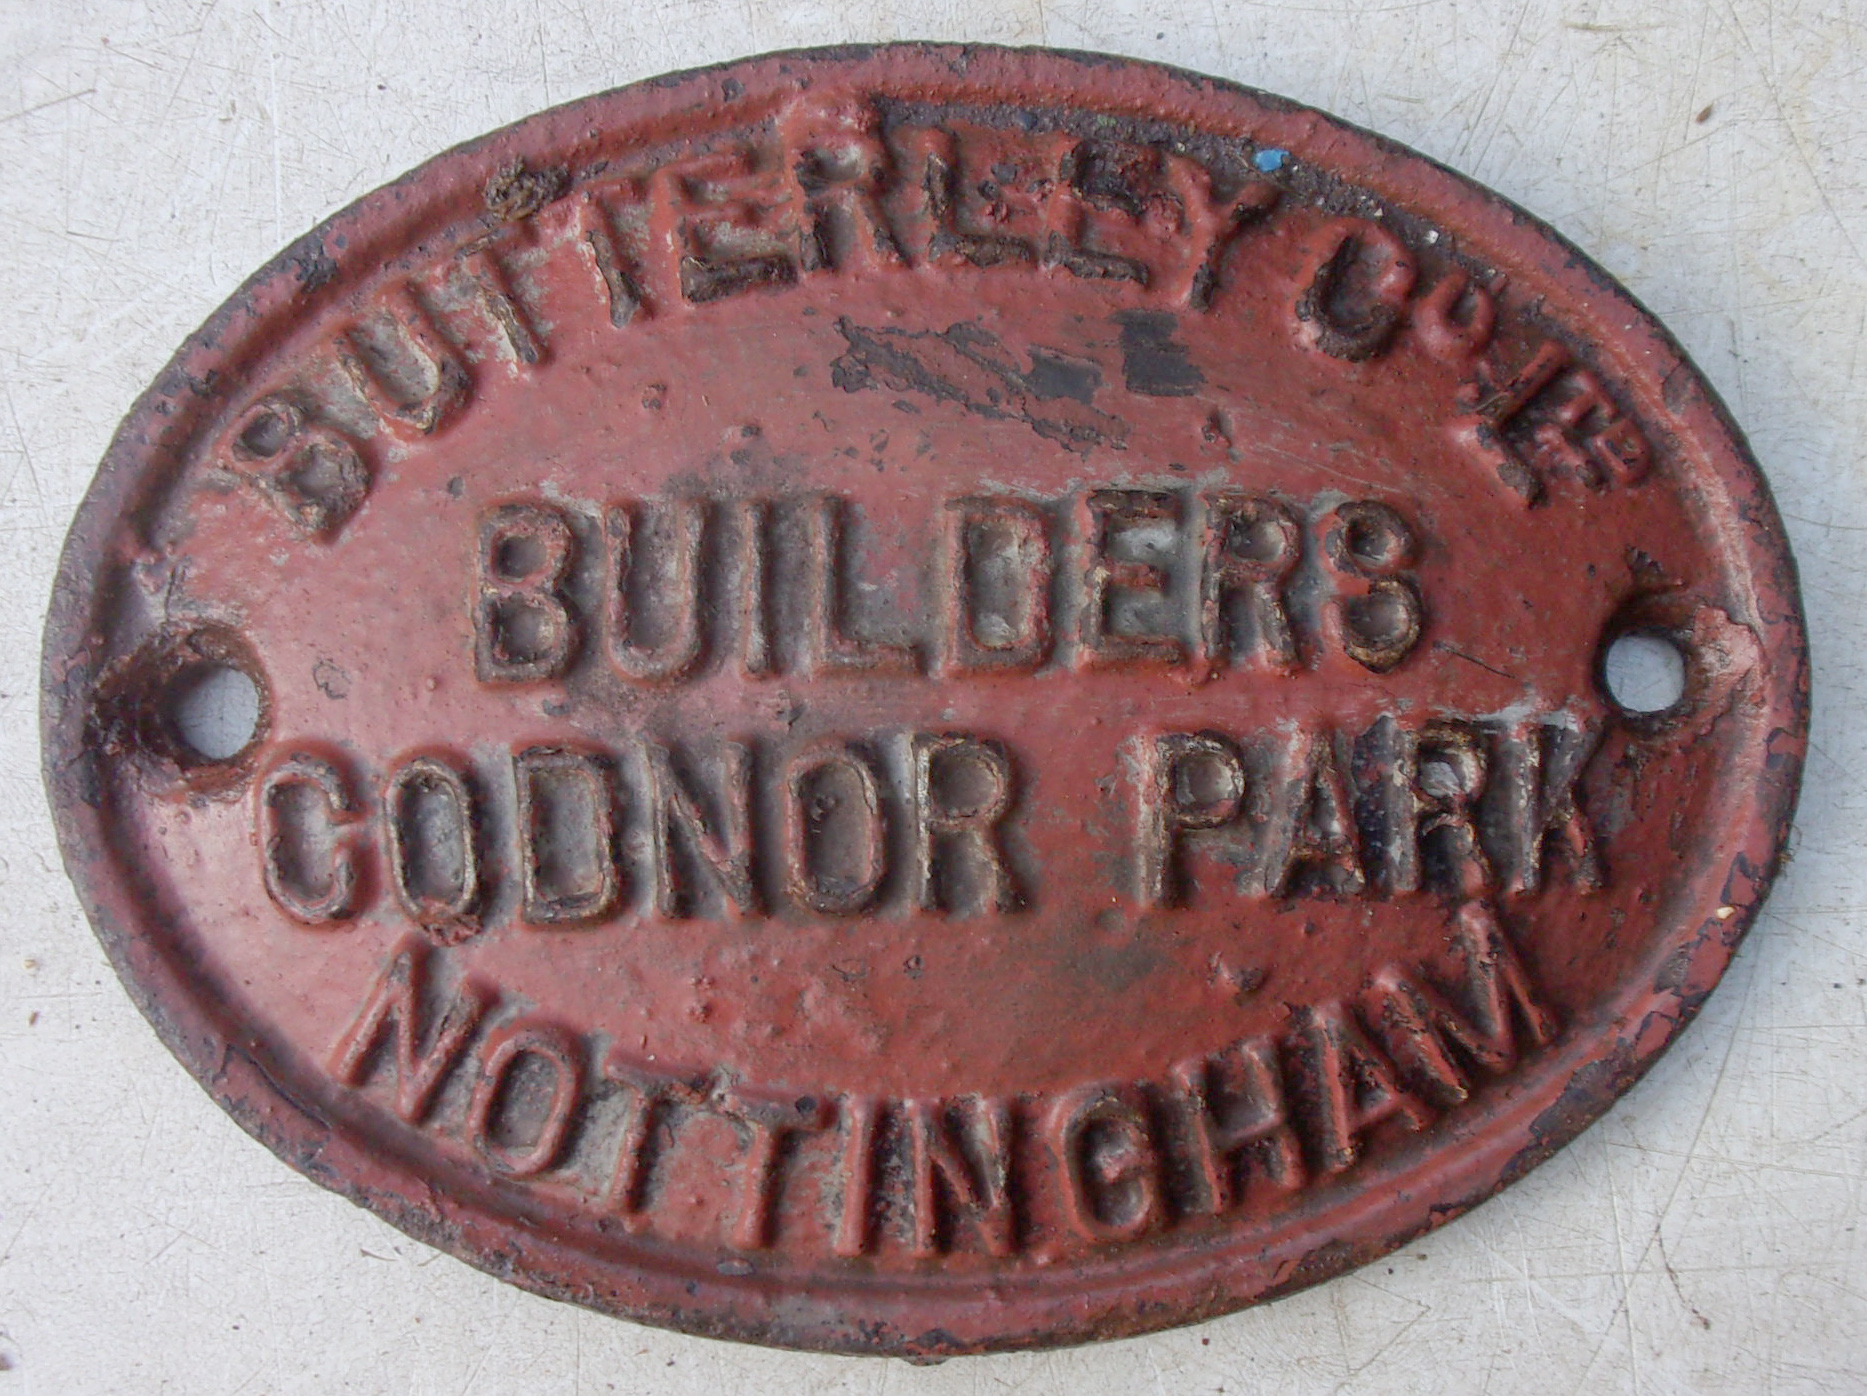 BUTTERLEY Co. LTD
BUILDERS
CODNOR PARK
NOTTINGHAM